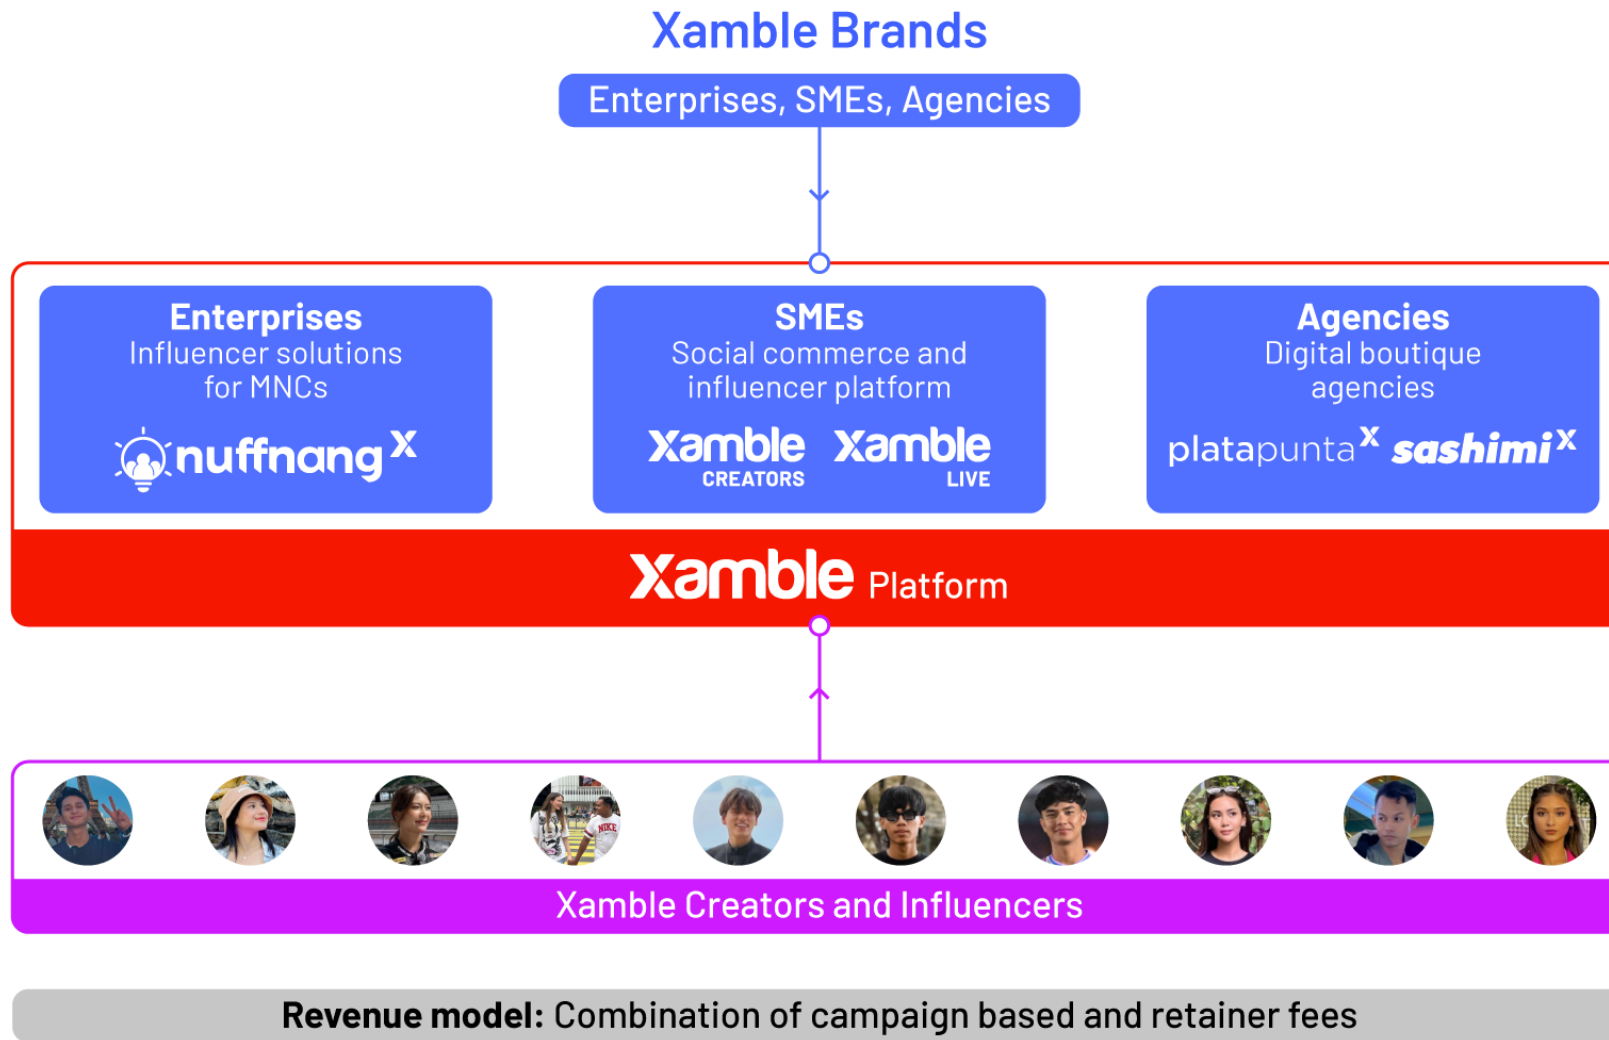 Xamble Brands
Enterprises, SMEs, Agencies
Enterprises
Influencer solutions
for MNCs
nuffnang X
SMEs
Social commerce and
influencer platform
Xamble
CREATORS
Xamble
LIVE
Agencies
Digital boutique
agencies
platapunta X
sashimi X
Xamble Platform
NIKE
Xamble Creators and Influencers
Revenue model: Combination of campaign based and retainer fees